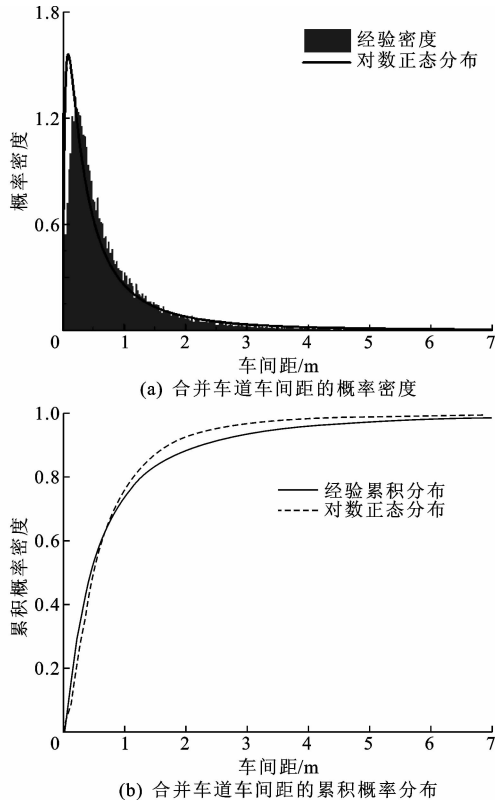 1.8
经验密度
对数正态分布
1.2
概率密度
0.6
0 1 2 3 4 5 6 7
车间距/m
(a) 合并车道车间距的概率密度
1.0
0.8
经验累积分布
对数正态分布
累积概率密度
0.6
0.4
0.2
0 1 2 3 4 5 6 7
车间距/m
(b) 合并车道车间距的累积概率分布